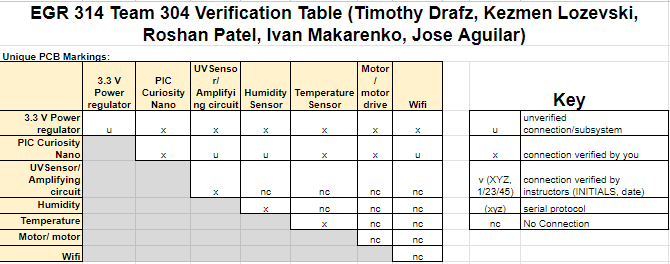 EGR 314 Team 304 Verification Table (Timothy Drafz, Kezmen Lozevski,
Roshan Patel, Ivan Makarenko, Jose Aguilar)
Unique PCB Markings:
3.3 V Power regulator PIC Curiosity Nano UV Sensor/ Amplifying circuit Humidity Sensor Temperature Sensor Motor / motor drive Wifi
3.3 V Power regulator u x x x x x x
PIC Curiosity Nano x u u x x u
UV Sensor/ Amplifying circuit x nc nc nc nc
Humidity x nc nc nc
Temperature x nc nc
Motor/ motor nc nc
Wifi nc
Key
u unverified connection/subsystem
x connection verified by you
v (XYZ, 1/23/45) connection verified by instructors (INITIALS, date)
(xyz) serial protocol
nc No Connection